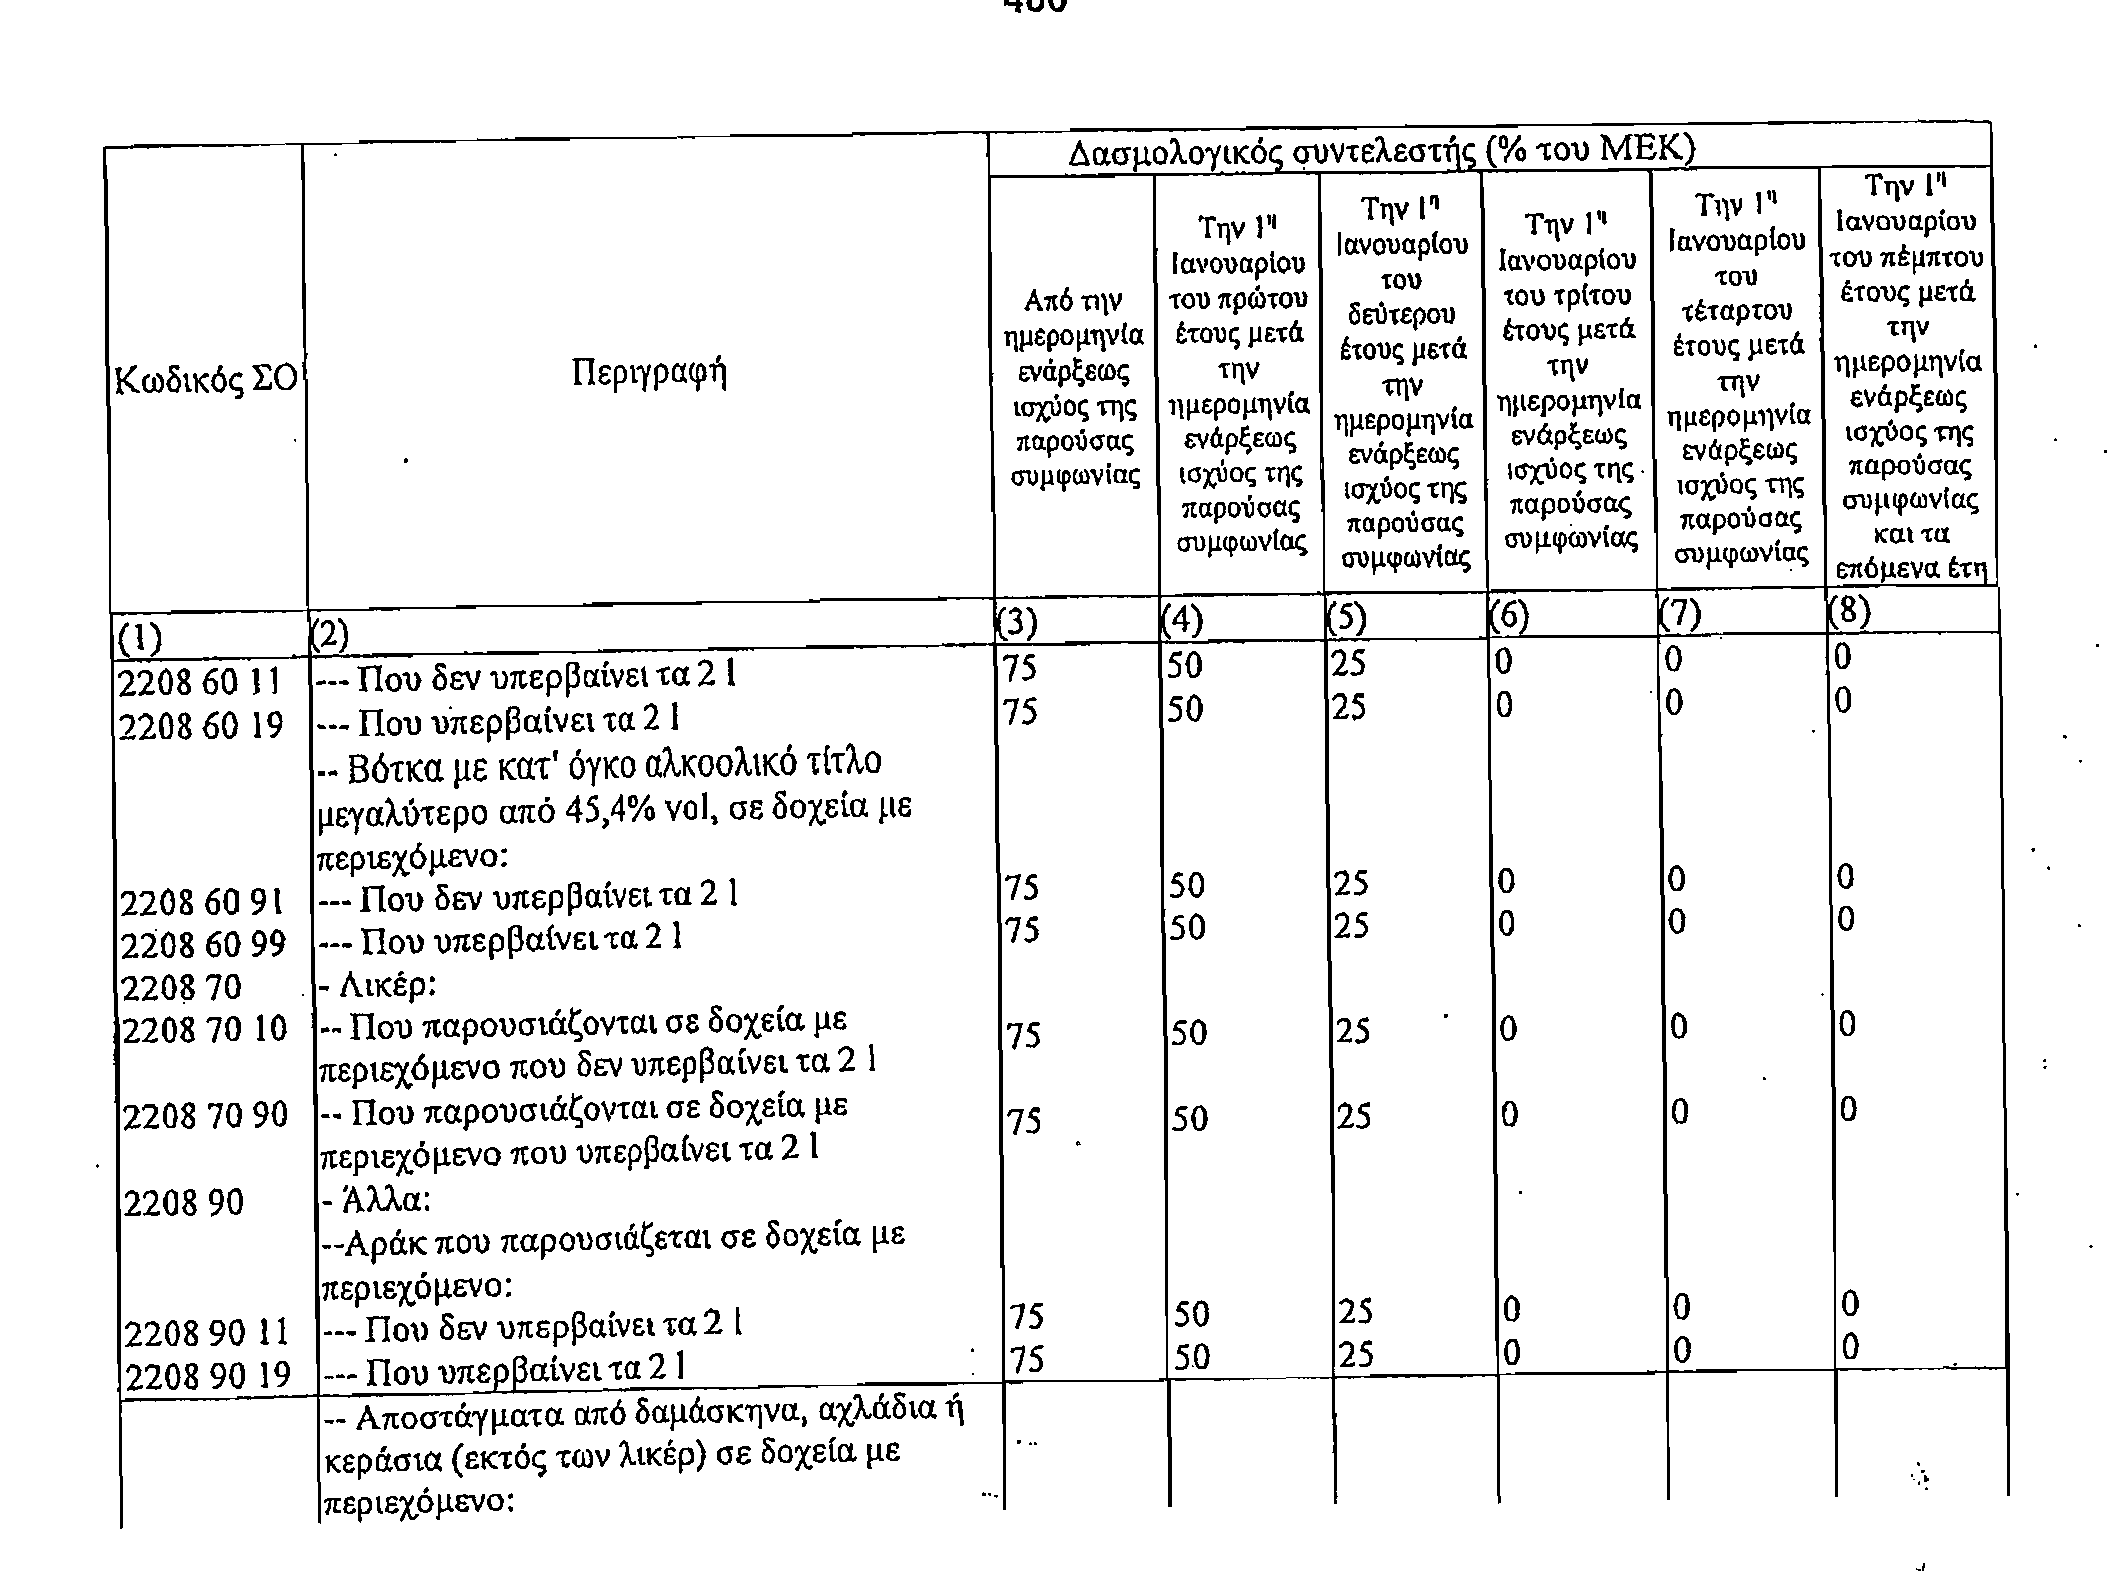 Δασμολογικός συντελεστής (% του ΜΕΚ)
Κωδικός ΣΟ
Περιγραφή
Από την
ημερομηνία
ενάρξεως
ισχύος της
παρούσας
συμφωνίας
Την 1η
Ιανουαρίου
του πρώτου
έτους μετά
την
ημερομηνία
ενάρξεως
ισχύος της
παρούσας
συμφωνίας
Την 1η
Ιανουαρίου
του
δεύτερου
έτους μετά
την
ημερομηνία
ενάρξεως
ισχύος της
παρούσας
συμφωνίας
Την 1η
Ιανουαρίου
του τρίτου
έτους μετά
την
ημερομηνία
ενάρξεως
ισχύος της
παρούσας
συμφωνίας
Την 1η
Ιανουαρίου
του
τέταρτου
έτους μετά
την
ημερομηνία
ενάρξεως
ισχύος της
παρούσας
συμφωνίας
Την 1η
Ιανουαρίου
του πέμπτου
έτους μετά
την
ημερομηνία
ενάρξεως
ισχύος της
παρούσας
συμφωνίας
και τα
επόμενα έτη
(1) (2) (3) (4) (5) (6) (7) (8)
2208 60 11 --- Που δεν υπερβαίνει τα 2 l 75 50 25 0 0 0
2208 60 19 --- Που υπερβαίνει τα 2 l 75 50 25 0 0 0
-- Βότκα με κατ' όγκο αλκοολικό τίτλο
μεγαλύτερο από 45,4% vol, σε δοχεία με
περιεχόμενο:
2208 60 91 --- Που δεν υπερβαίνει τα 2 l 75 50 25 0 0 0
2208 60 99 --- Που υπερβαίνει τα 2 l 75 50 25 0 0 0
2208 70 - Λικέρ:
2208 70 10 -- Που παρουσιάζονται σε δοχεία με 75 50 25 0 0 0
περιεχόμενο που δεν υπερβαίνει τα 2 l
2208 70 90 -- Που παρουσιάζονται σε δοχεία με 75 50 25 0 0 0
περιεχόμενο που υπερβαίνει τα 2 l
2208 90 - Άλλα:
--Αράκ που παρουσιάζεται σε δοχεία με
περιεχόμενο:
2208 90 11 --- Που δεν υπερβαίνει τα 2 l 75 50 25 0 0 0
2208 90 19 --- Που υπερβαίνει τα 2 l 75 50 25 0 0 0
-- Αποστάγματα από δαμάσκηνα, αχλάδια ή
κεράσια (εκτός των λικέρ) σε δοχεία με
περιεχόμενο: